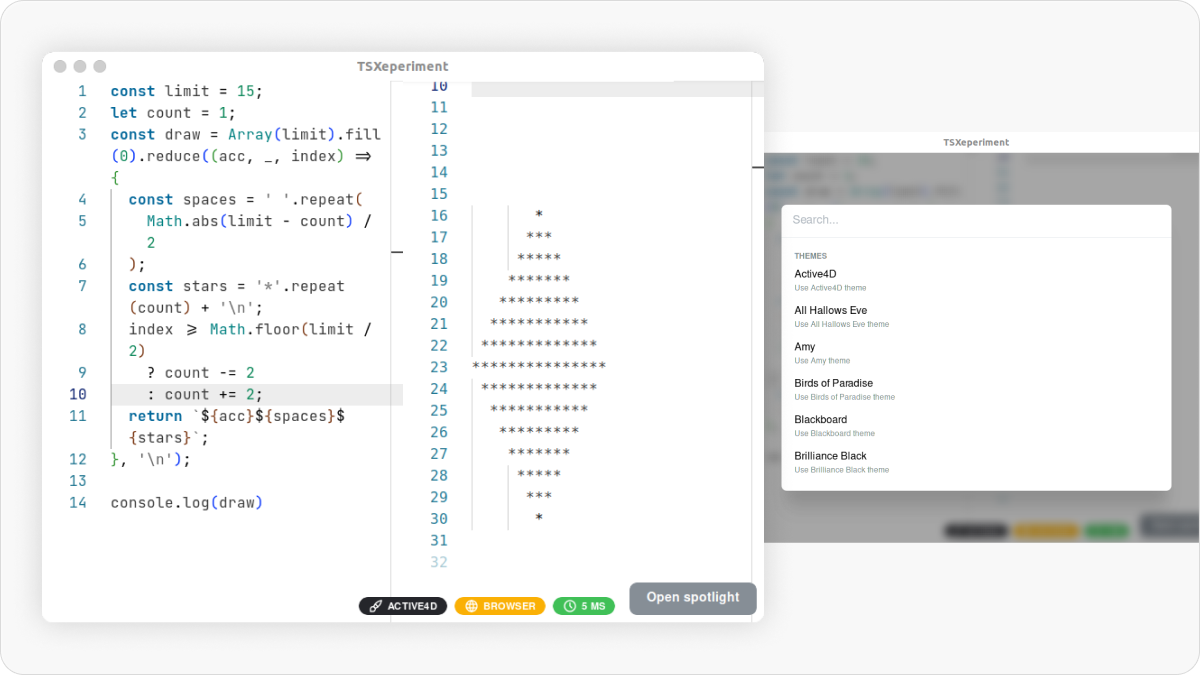 TSXeperiment
1 const limit = 15;
2 let count = 1;
3 const draw = Array(limit).fill
(0).reduce((acc, _, index) =>
{
4 const spaces = ' '.repeat(
5 Math.abs(limit - count) /
2
6 );
7 const stars = '*'.repeat
(count) + '\n';
8 index >= Math.floor(limit /
2)
9 ? count -= 2
10 : count += 2;
11 return `${acc}${spaces}$
{stars}`;
12 }, '\n');
13
14 console.log(draw)
10
11
12
13
14
15
16 *
17 ***
18 *****
19 *******
20 *********
21 ***********
22 *************
23 ***************
24 *************
25 ***********
26 *********
27 *******
28 *****
29 ***
30 *
31
32
ACTIVE4D
BROWSER
5 MS
Open spotlight
TSXeperiment
Search...
THEMES
Active4D
Use Active4D theme
All Hallows Eve
Use All Hallows Eve theme
Amy
Use Amy theme
Birds of Paradise
Use Birds of Paradise theme
Blackboard
Use Blackboard theme
Brilliance Black
Use Brilliance Black theme